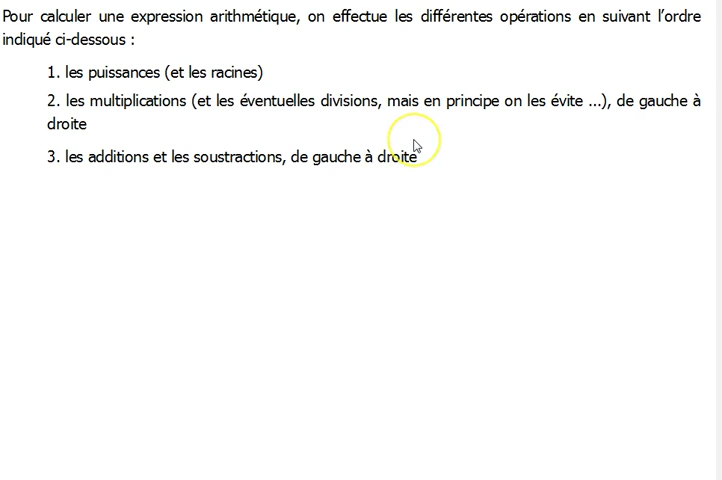 Pour calculer une expression arithmétique, on effectue les différentes opérations en suivant l’ordre
indiqué ci-dessous :
1. les puissances (et les racines)
2. les multiplications (et les éventuelles divisions, mais en principe on les évite ...), de gauche à
droite
3. les additions et les soustractions, de gauche à droite